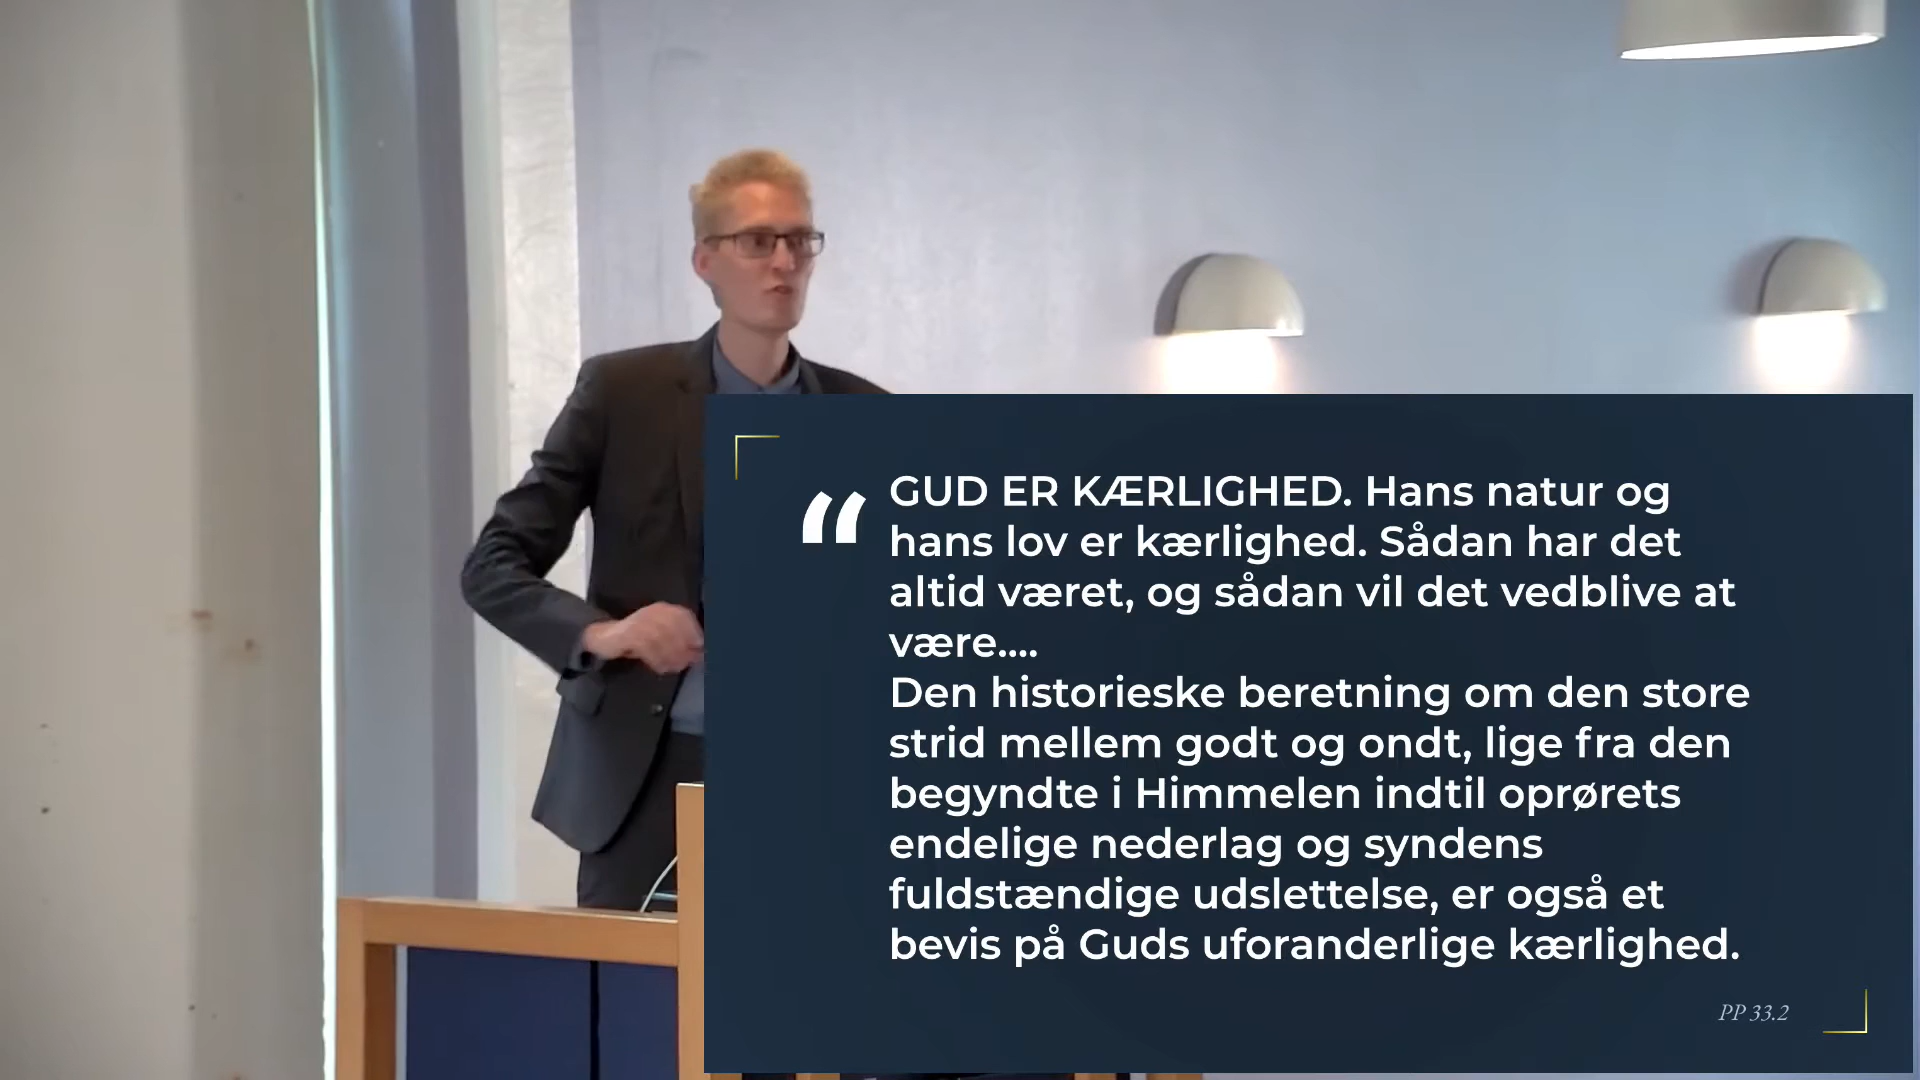 “ GUD ER KÆRLIGHED. Hans natur og
hans lov er kærlighed. Sådan har det
altid været, og sådan vil det vedblive at
være....
Den historieske beretning om den store
strid mellem godt og ondt, lige fra den
begyndte i Himmelen indtil oprørets
endelige nederlag og syndens
fuldstændige udslettelse, er også et
bevis på Guds uforanderlige kærlighed.
PP 33.2